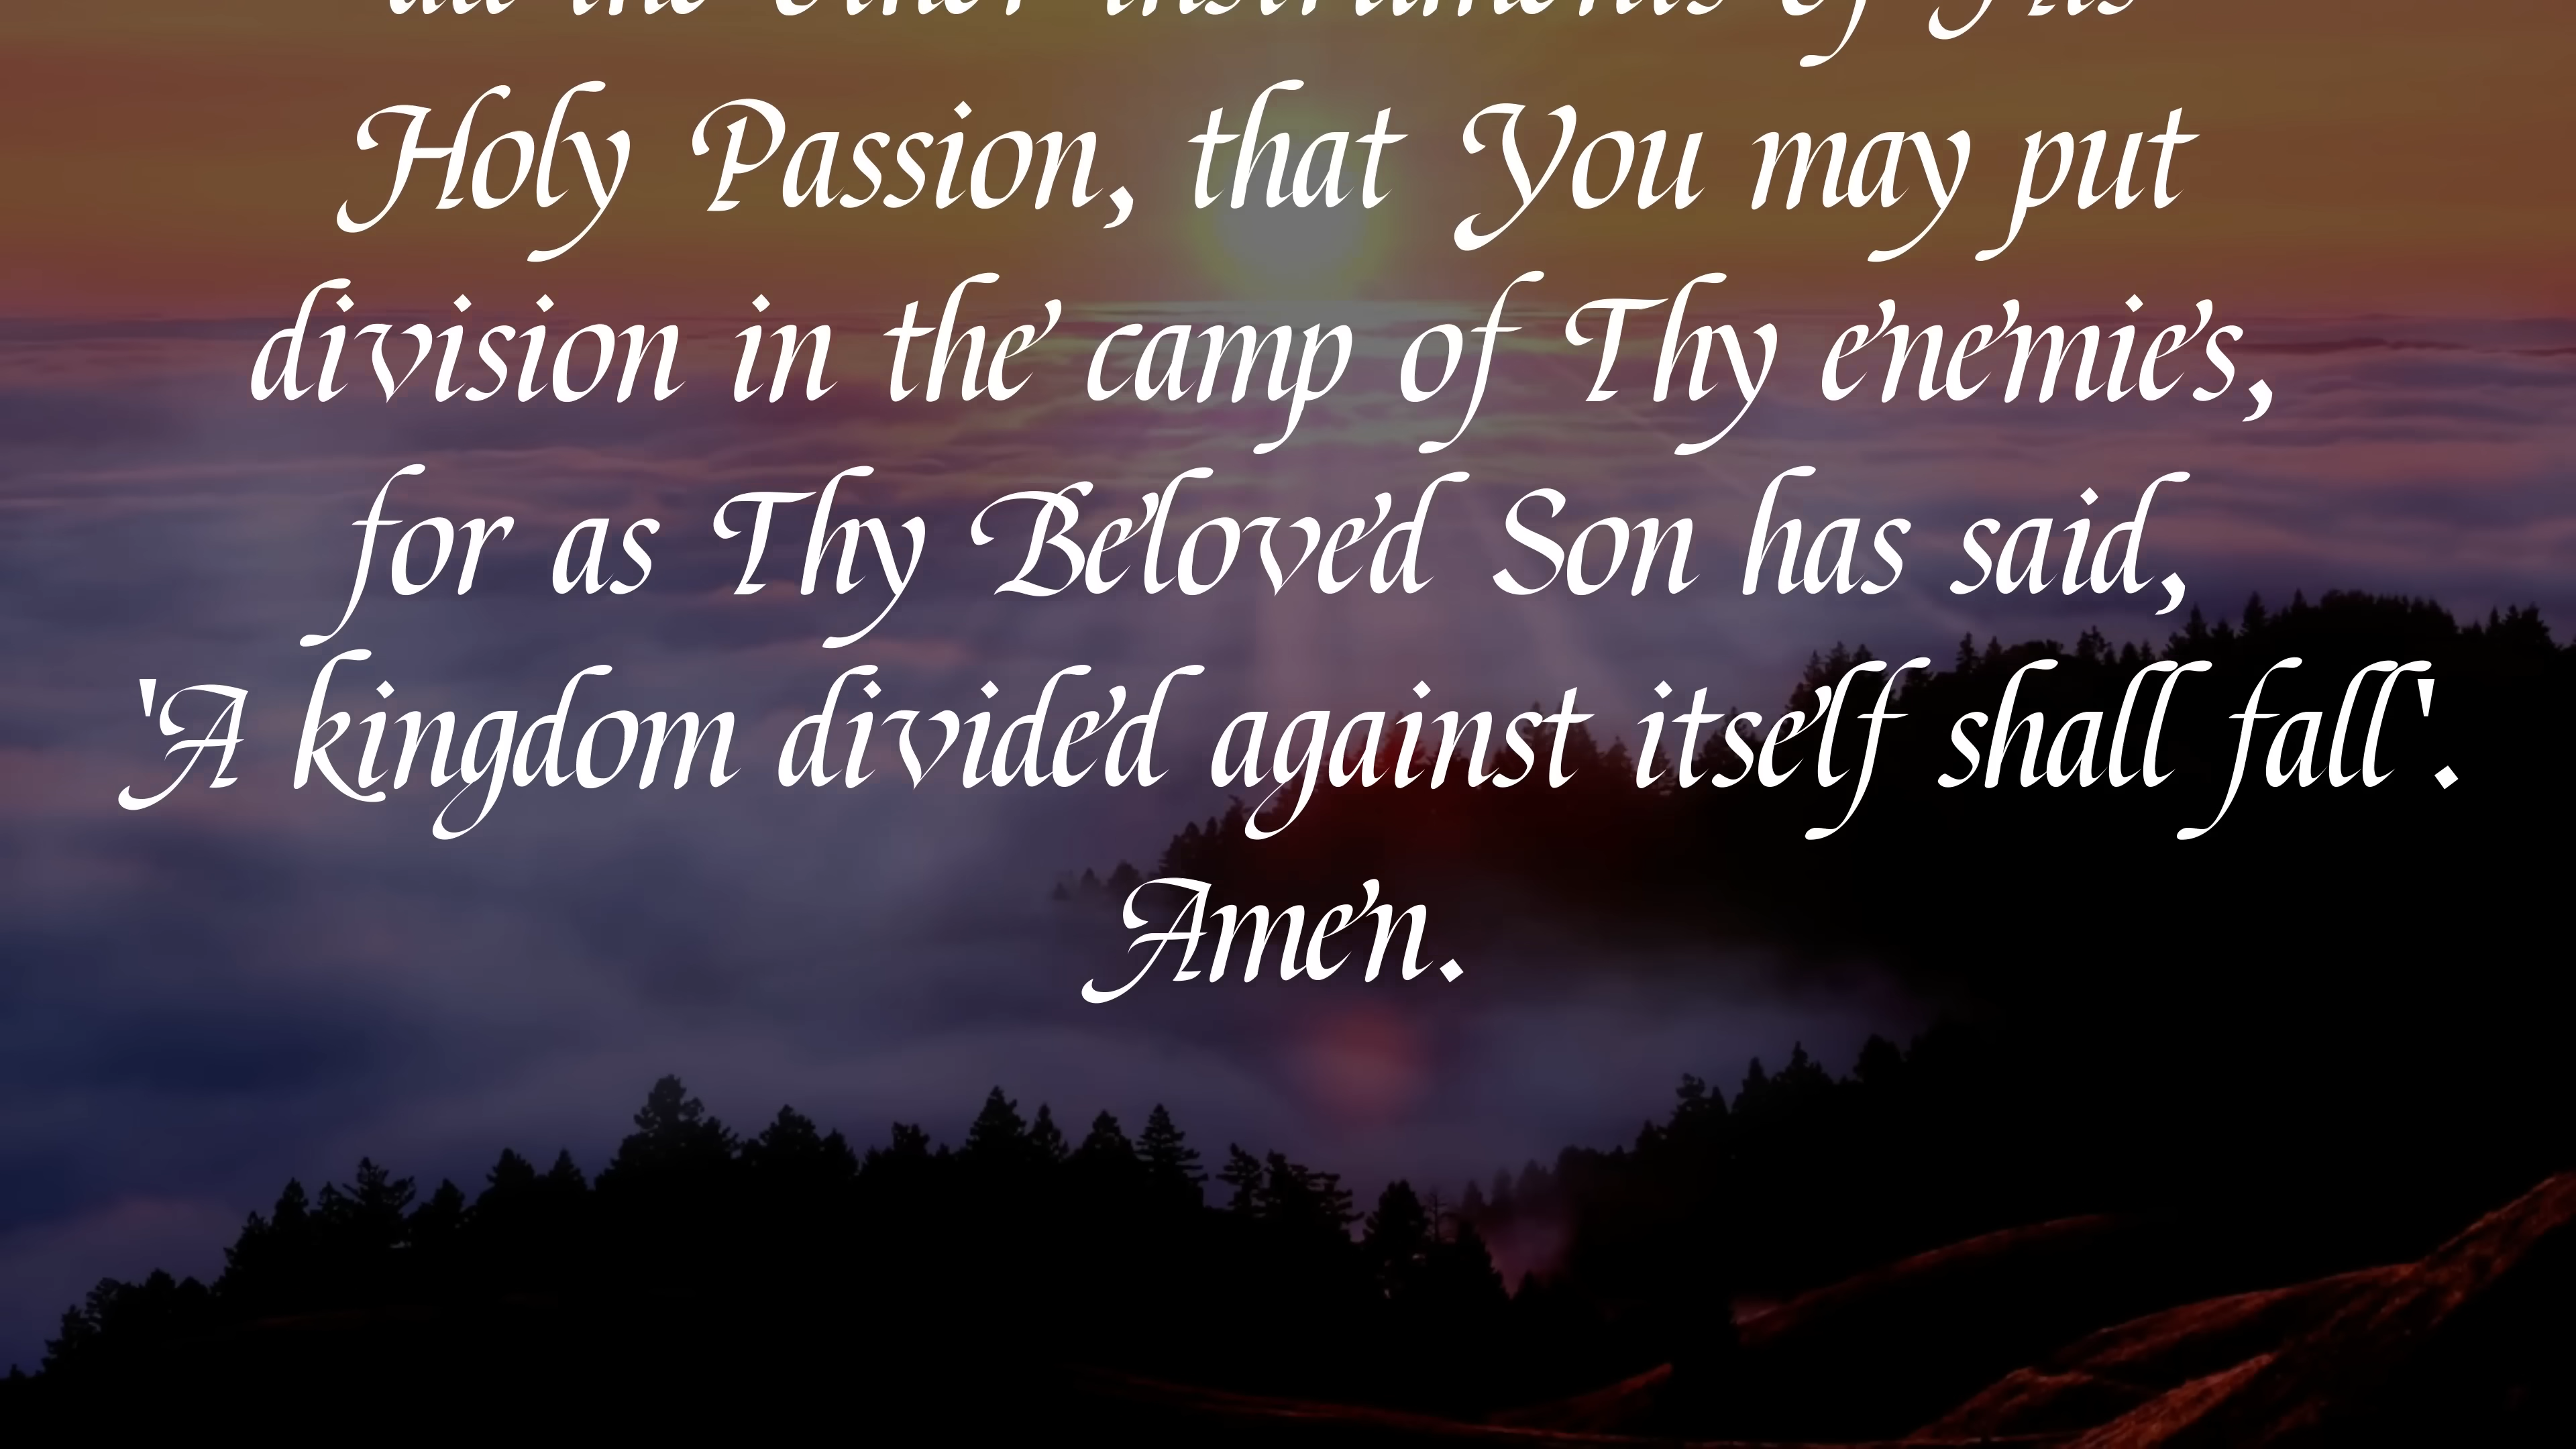 all the other instruments of His
Holy Passion, that You may put
division in the camp of Thy enemies,
for as Thy Beloved Son has said,
'A kingdom divided against itself shall fall'.
Amen.